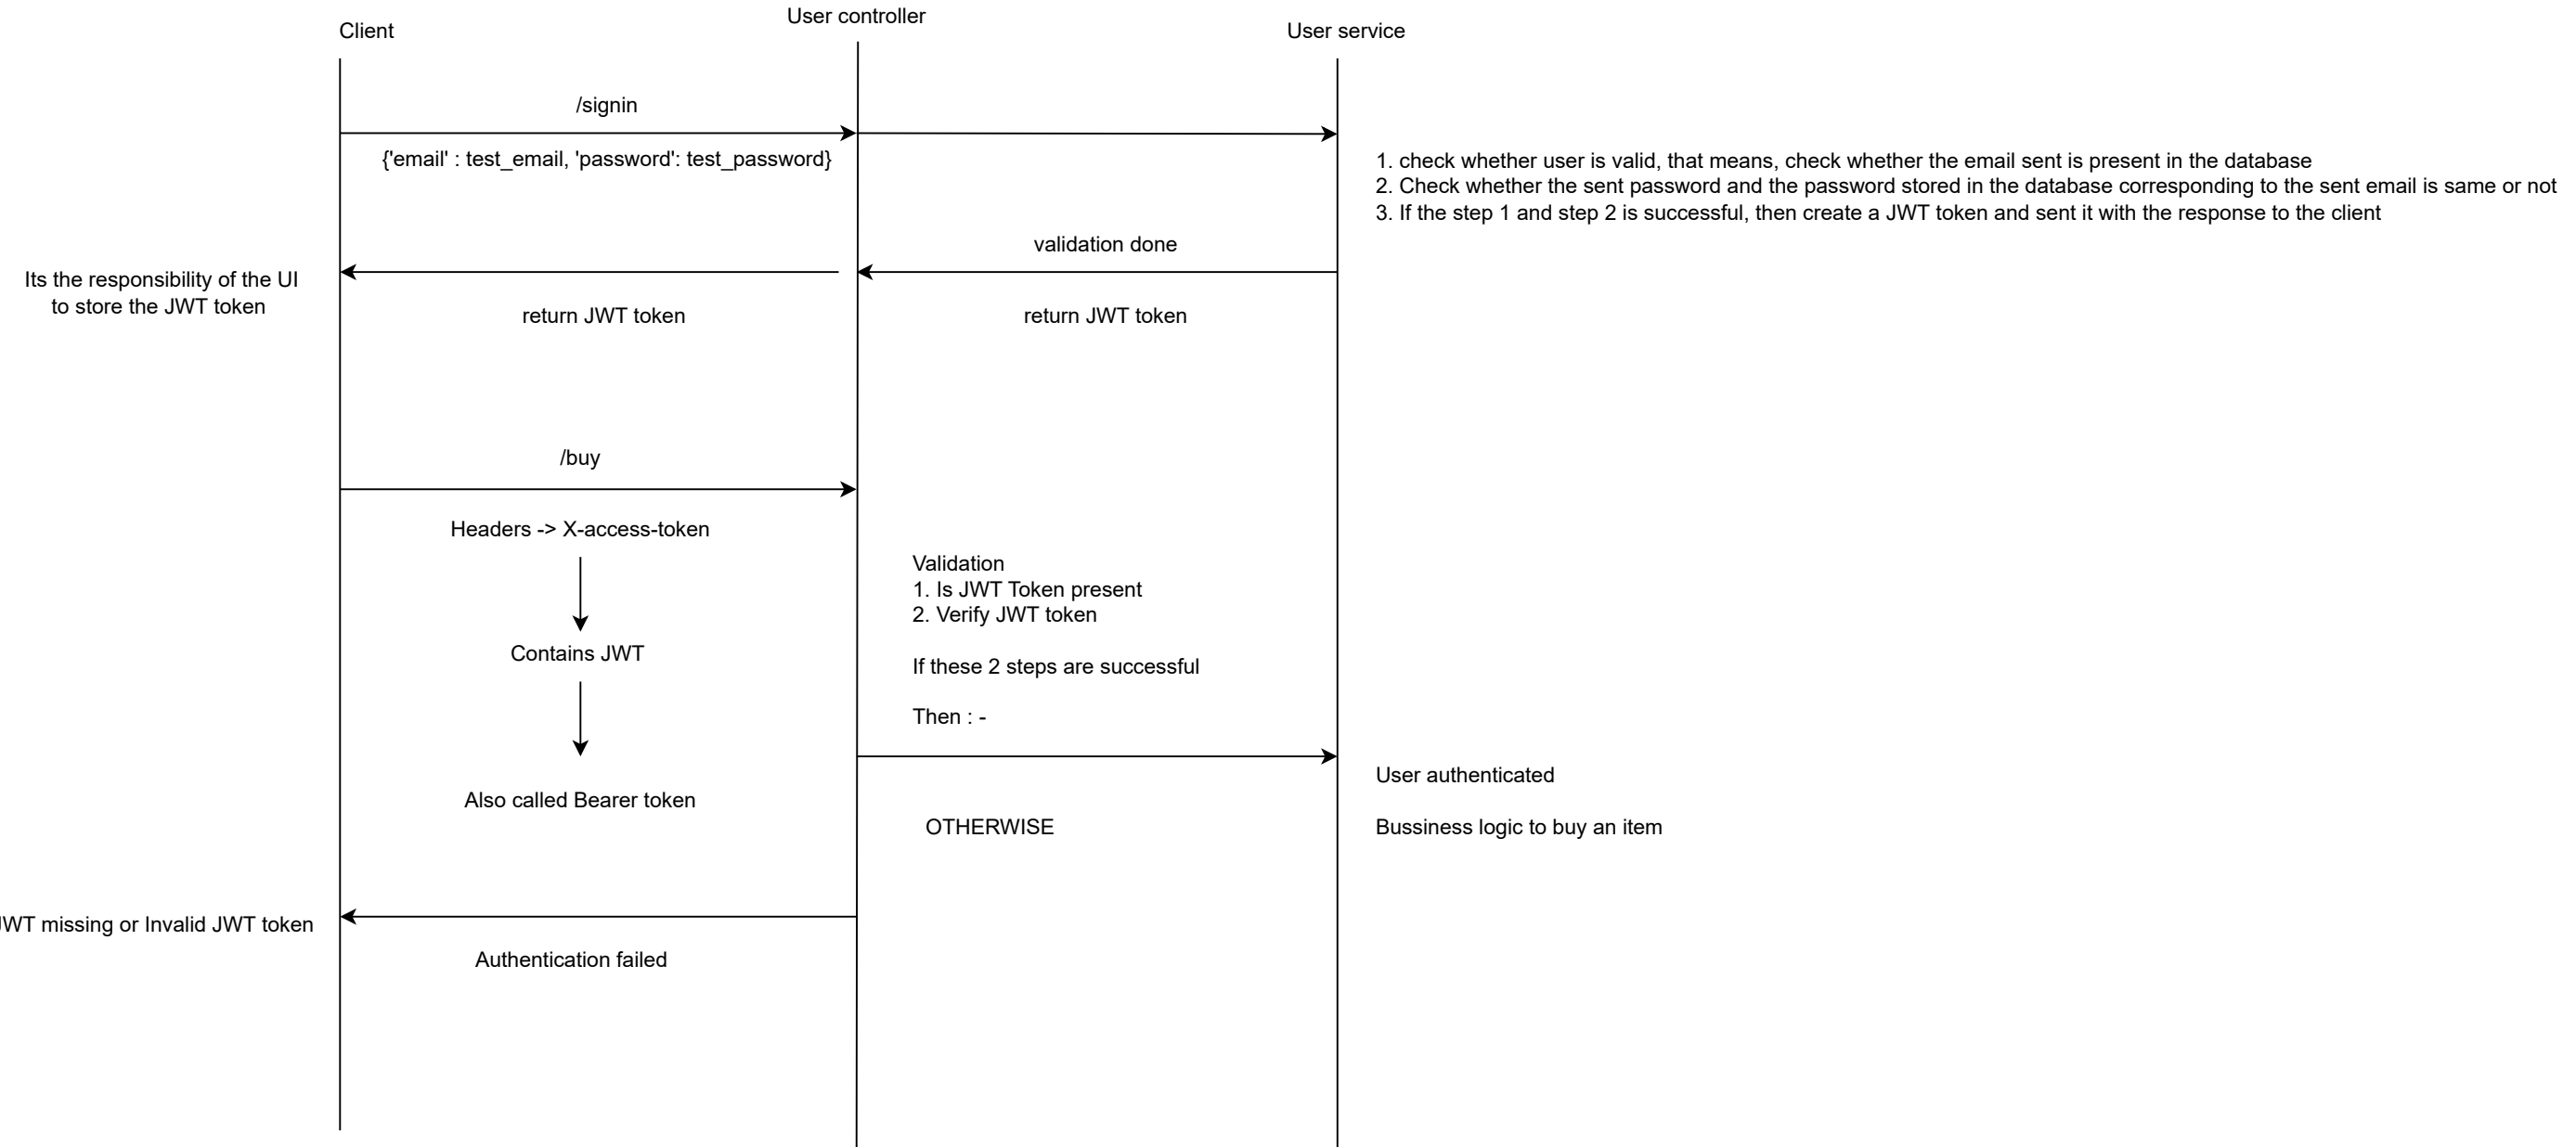 Client
User controller
User service
/signin
{'email' : test_email, 'password': test_password}
1. check whether user is valid, that means, check whether the email sent is present in the database
2. Check whether the sent password and the password stored in the database corresponding to the sent email is same or not
3. If the step 1 and step 2 is successful, then create a JWT token and sent it with the response to the client
validation done
Its the responsibility of the UI
to store the JWT token
return JWT token
return JWT token
/buy
Headers -> X-access-token
Contains JWT
Also called Bearer token
Validation
1. Is JWT Token present
2. Verify JWT token
If these 2 steps are successful
Then : -
User authenticated
OTHERWISE
Bussiness logic to buy an item
JWT missing or Invalid JWT token
Authentication failed